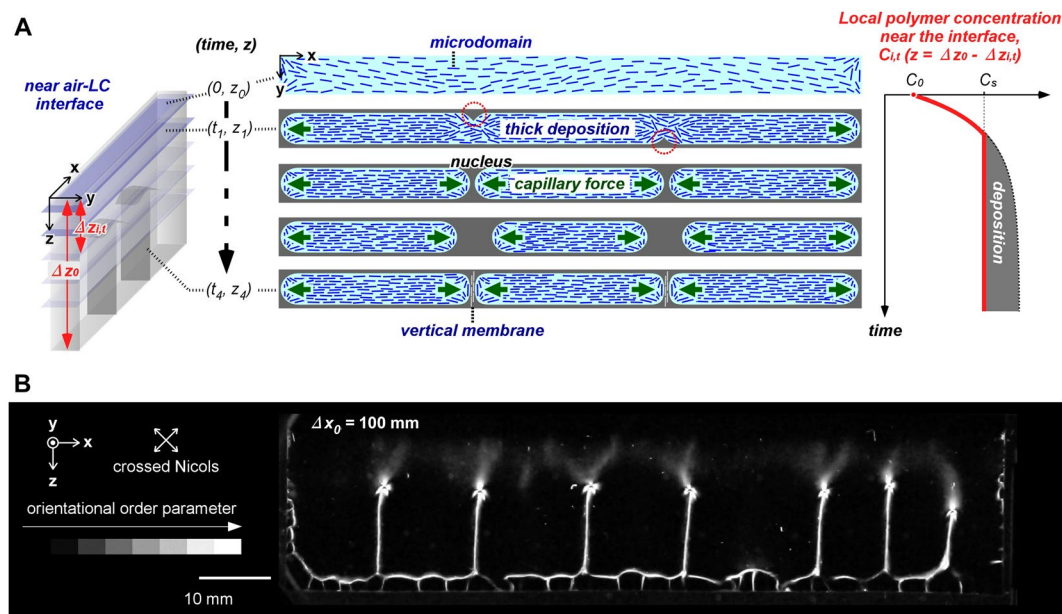 A
near air-LC
interface
x
y
z
Δzi,t
Δz0
(time, z)
(0, z0)
(t1, z1)
(t4, z4)
x
y
microdomain
thick deposition
nucleus
capillary force
vertical membrane
Local polymer concentration
near the interface,
Ci,t (z = Δz0 - Δzi,t)
C0
Cs
deposition
time
B
y
x
z
crossed Nicols
orientational order parameter
10 mm
Δx0 = 100 mm